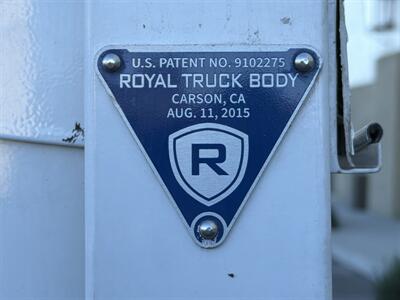 U.S. PATENT NO. 9102275
ROYAL TRUCK BODY
CARSON, CA
AUG. 11, 2015
R